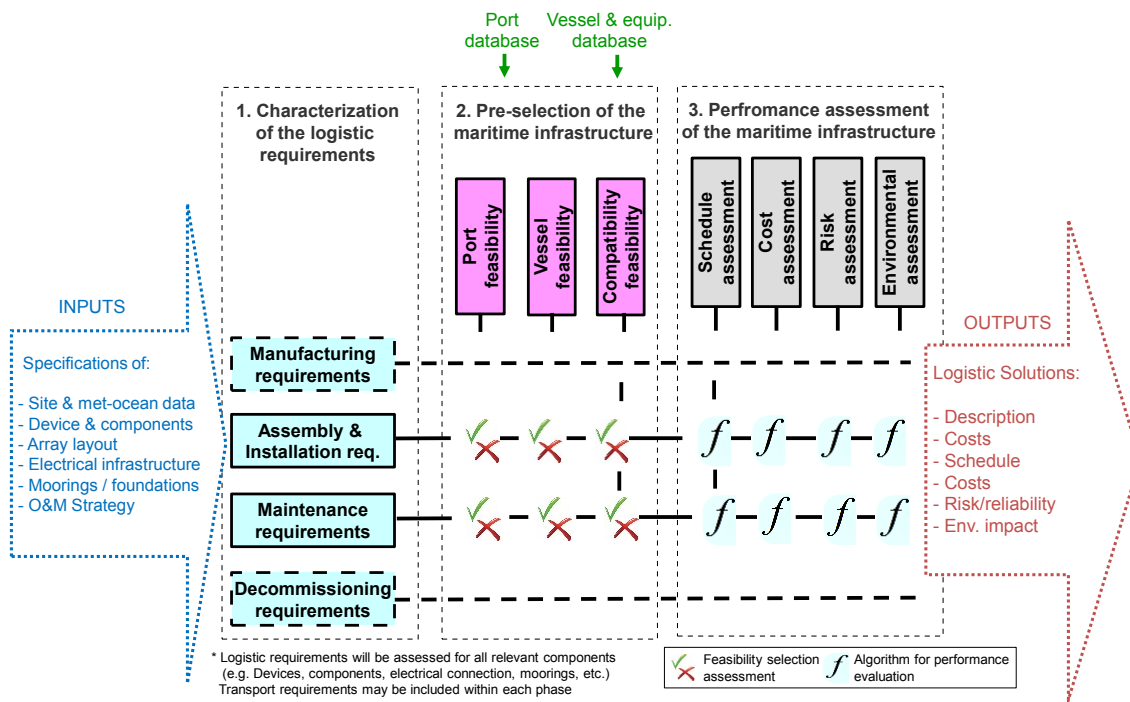 Port
database
Vessel & equip.
database
1. Characterization
of the logistic
requirements
2. Pre-selection of the
maritime infrastructure
3. Perfromance assessment
of the maritime infrastructure
Port
feasibility
Vessel
feasibility
Compatibility
feasibility
Schedule
assessment
Cost
assessment
Risk
assessment
Environmental
assessment
INPUTS
Specifications of:
- Site & met-ocean data
- Device & components
- Array layout
- Electrical infrastructure
- Moorings / foundations
- O&M Strategy
Manufacturing
requirements
Assembly &
Installation req.
Maintenance
requirements
Decommissioning
requirements
f f f f
f f f f
OUTPUTS
Logistic Solutions:
- Description
- Costs
- Schedule
- Costs
- Risk/reliability
- Env. impact
* Logistic requirements will be assessed for all relevant components
(e.g. Devices, components, electrical connection, moorings, etc.)
Transport requirements may be included within each phase
Feasibility selection
assessment
f Algorithm for performance
evaluation